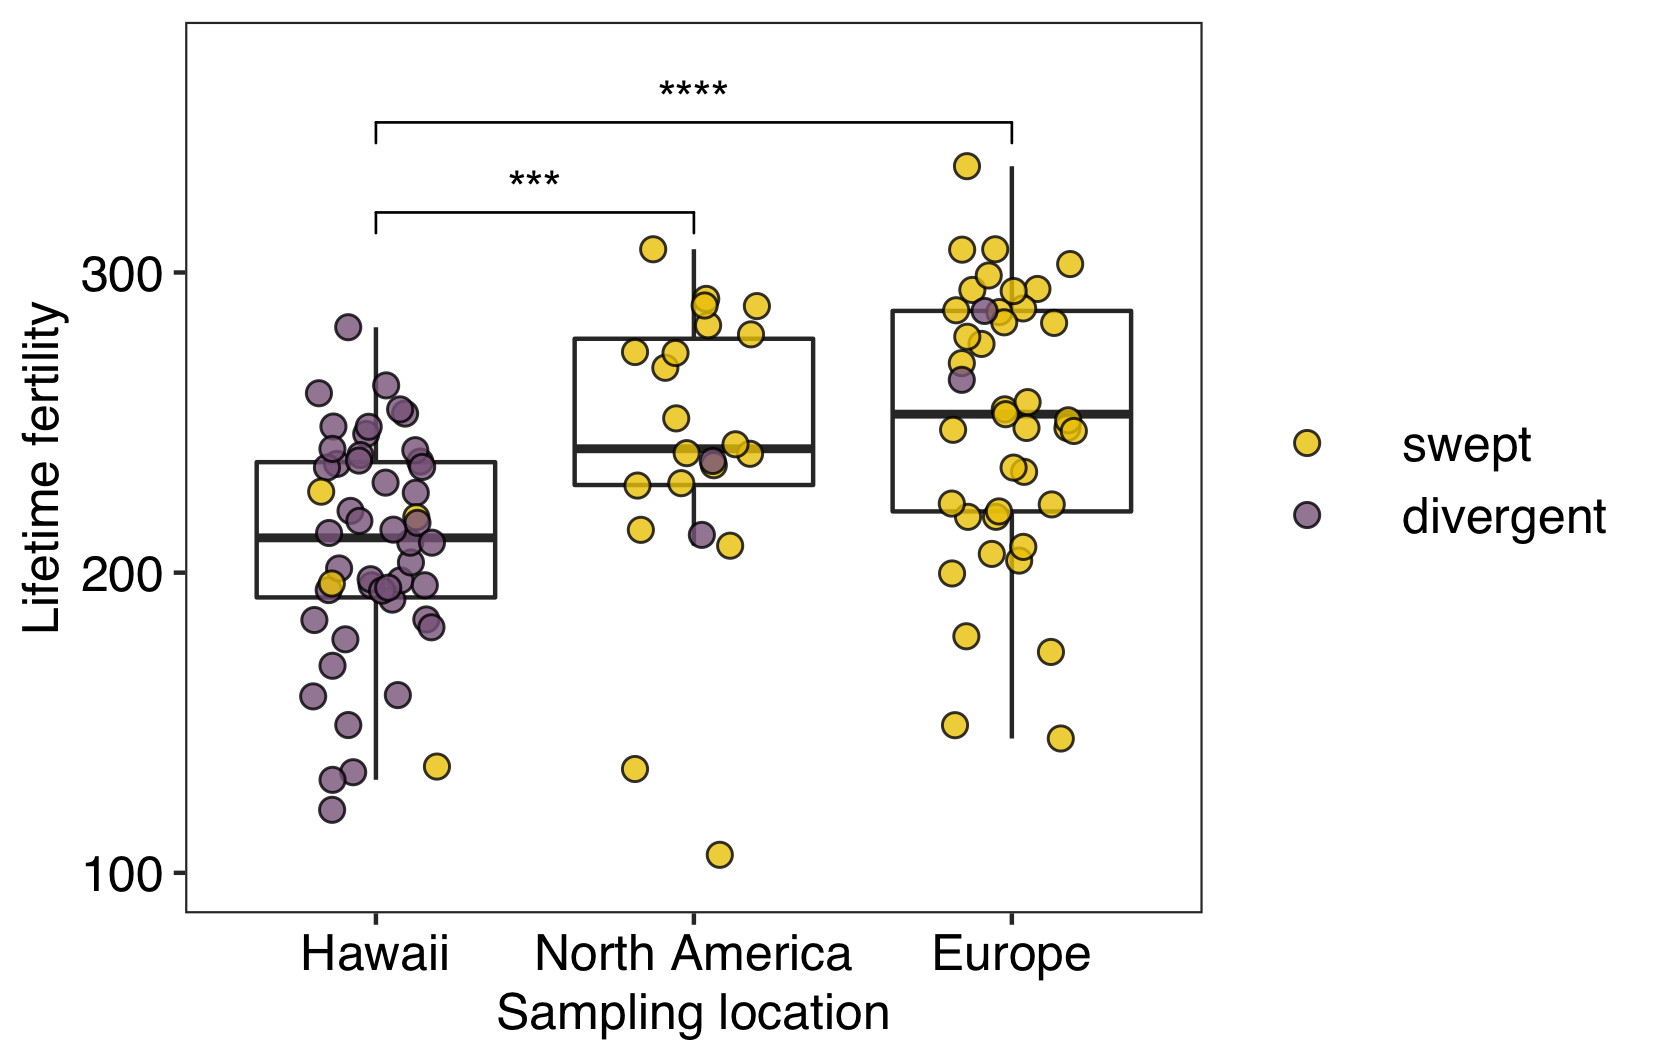 ****
***
Lifetime fertility
300
200
100
swept
divergent
Hawaii North America Europe
Sampling location